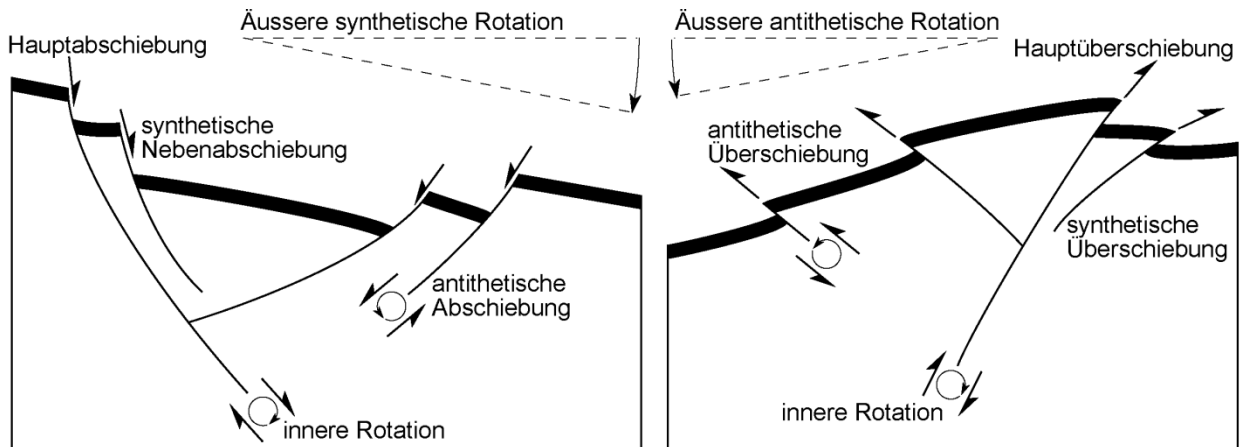 Äussere synthetische Rotation
Hauptabschiebung
synthetische
Nebenabschiebung
antithetische
Abschiebung
innere Rotation
Äussere antithetische Rotation
Hauptüberschiebung
antithetische
Überschiebung
synthetische
Überschiebung
innere Rotation